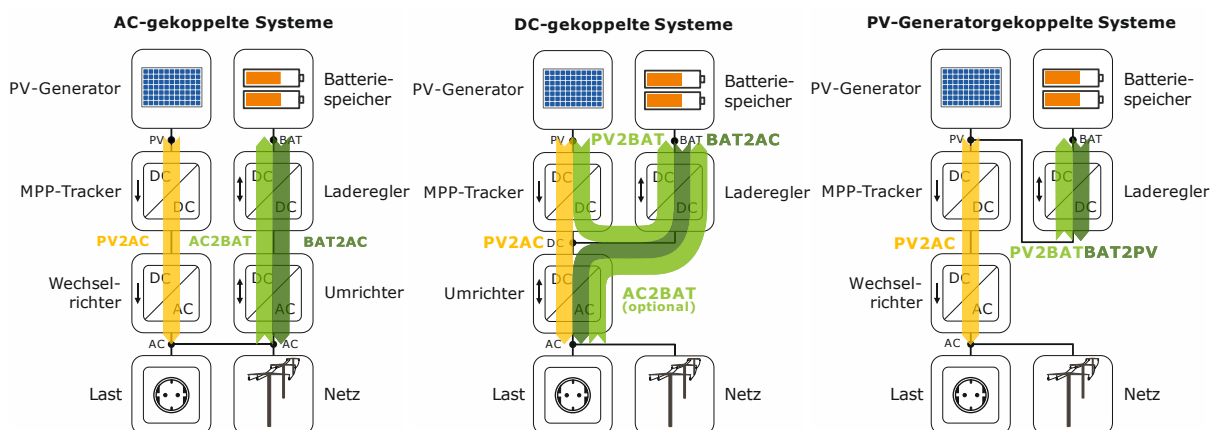 AC-gekoppelte Systeme
PV-Generator
Batterie-
speicher
PV
BAT
MPP-Tracker
DC
DC
DC
DC
Laderegler
PV2AC
AC2BAT
BAT2AC
Wechsel-
richter
DC
AC
DC
AC
Umrichter
AC
AC
Last
Netz
DC-gekoppelte Systeme
PV-Generator
Batterie-
speicher
PV
PV2BAT
BAT
BAT2AC
MPP-Tracker
DC
DC
DC
DC
Laderegler
PV2AC
DC
Umrichter
DC
AC
AC2BAT
(optional)
AC
Last
Netz
PV-Generatorgekoppelte Systeme
PV-Generator
Batterie-
speicher
PV
BAT
MPP-Tracker
DC
DC
DC
DC
Laderegler
PV2AC
PV2BAT
BAT2PV
Wechsel-
richter
DC
AC
AC
Last
Netz